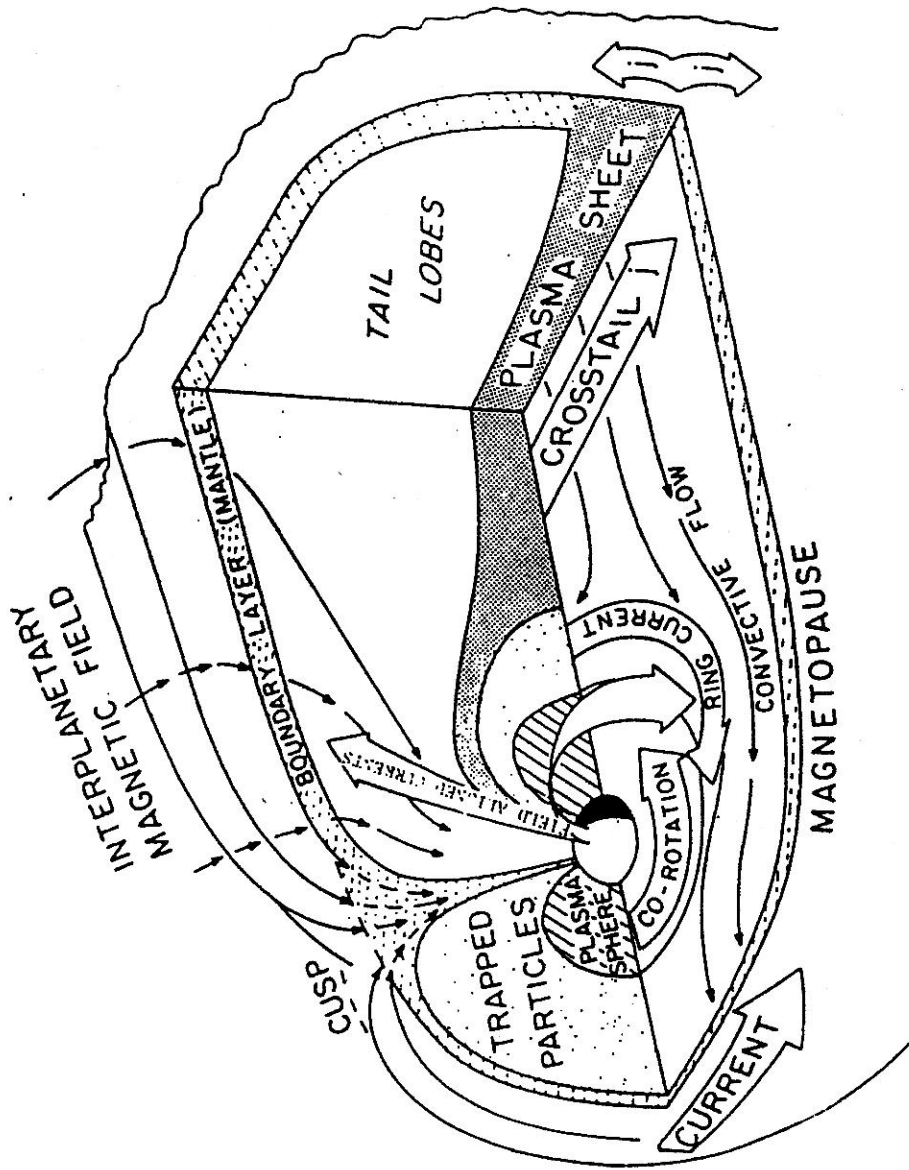 INTERPLANETARY
MAGNETIC FIELD
BOUNDARY LAYER (MANTLE)
TAIL
LOBES
PLASMA SHEET
CROSSTAIL j
j
j
CUSP
FIELD ALIGNED CURRENTS
TRAPPED
PARTICLES
PLASMA
SPHERE
CO-ROTATION
RING CURRENT
CONVECTIVE FLOW
MAGNETOPAUSE
CURRENT